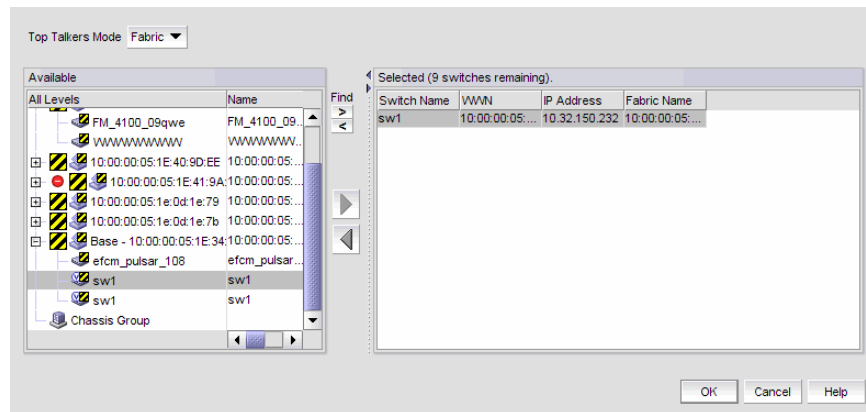 Top Talkers Mode Fabric
Available
All Levels Name
FM_4100_09qwe FM_4100_09...
10:00:00:05:1E:40:9D:EE 10:00:00:05:...
10:00:00:05:1E:41:9A: 10:00:00:05:...
10:00:00:05:1e:0d:1e:79 10:00:00:05:...
10:00:00:05:1e:0d:1e:7b 10:00:00:05:...
Base - 10:00:00:05:1E:34: 10:00:00:05:...
efcm_pulsar_108 efcm_pulsar...
sw1 sw1
sw1 sw1
Chassis Group
Find
>
<
Selected (9 switches remaining).
Switch Name WWN IP Address Fabric Name
sw1 10:00:00:05:... 10.32.150.232 10:00:00:05:...
OK Cancel Help